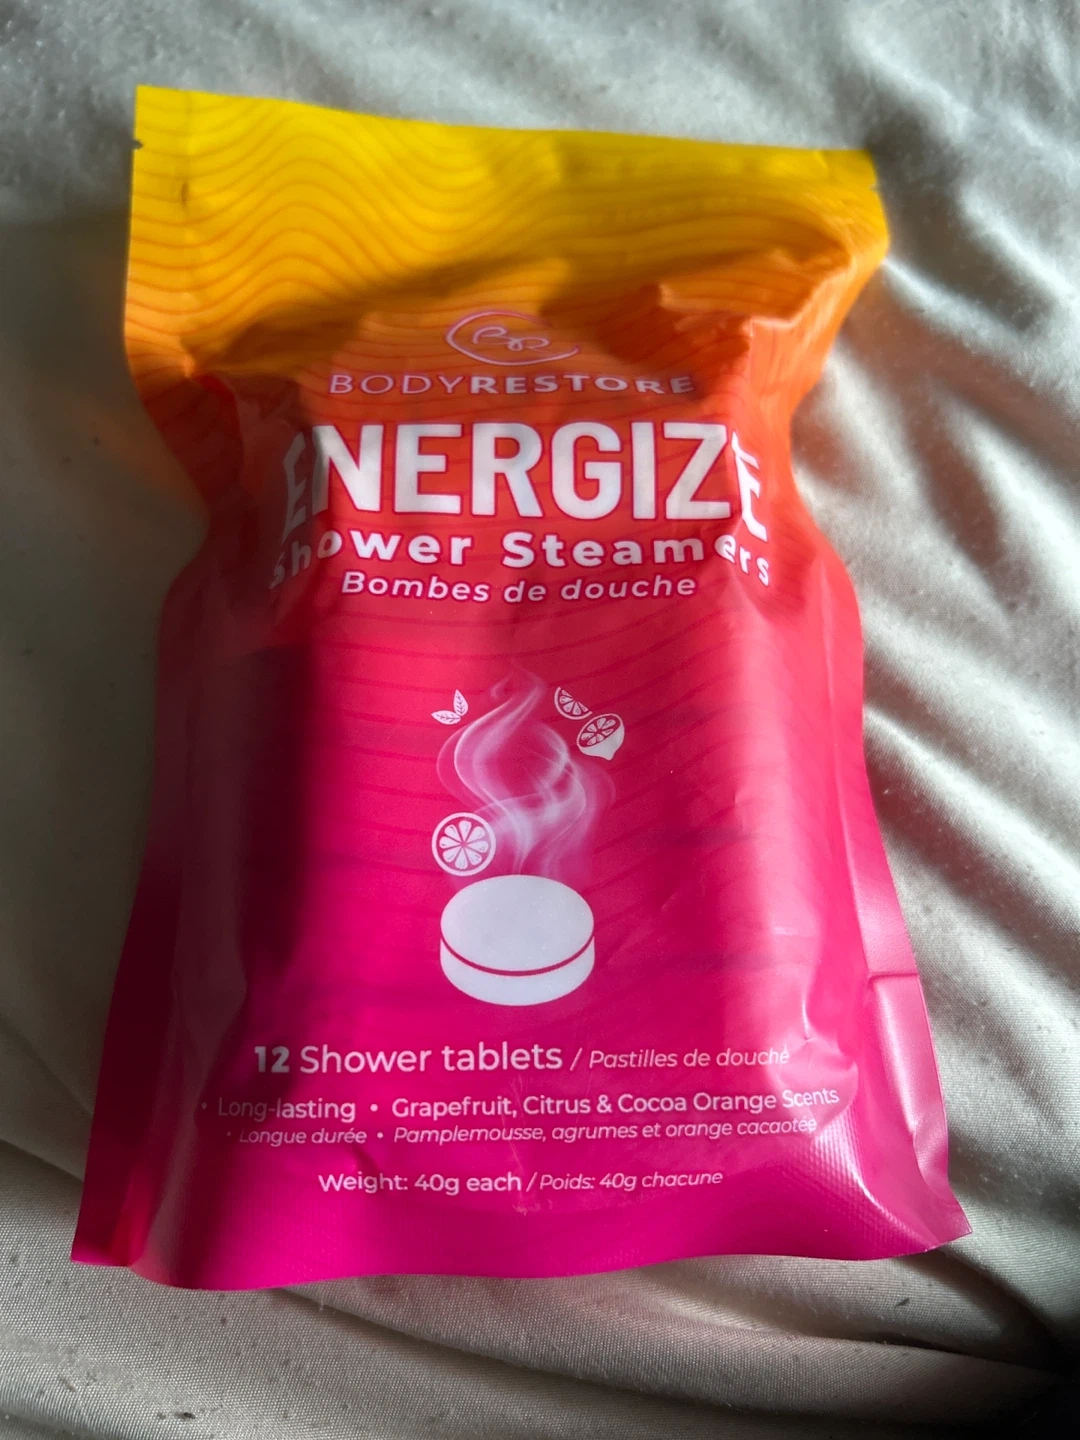 BODYRESTORE
ENERGIZE
Shower Steamers
Bombes de douche
12 Shower tablets / Pastilles de douche
• Long-lasting • Grapefruit, Citrus & Cocoa Orange Scents
• Longue durée • Pamplemousse, agrumes et orange cacaotée
Weight: 40g each / Poids: 40g chacune